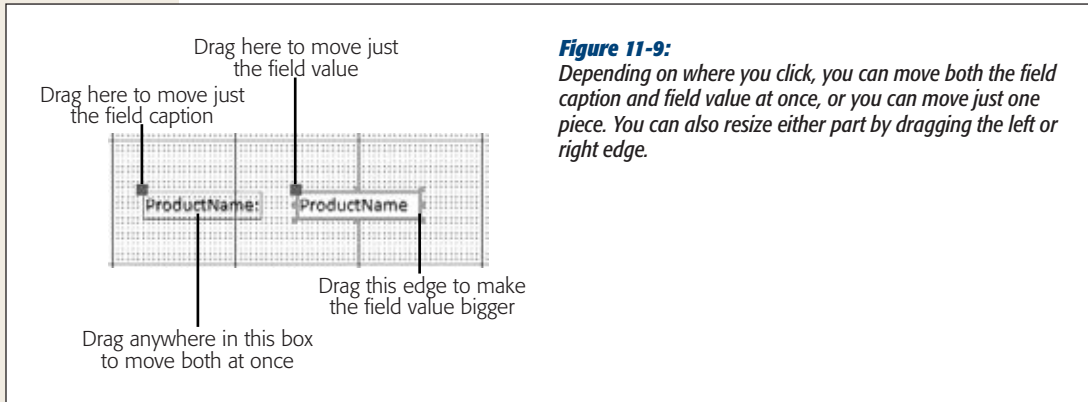 Drag here to move just
the field value
Drag here to move just
the field caption
ProductName:
ProductName
Drag this edge to make
the field value bigger
Drag anywhere in this box
to move both at once
Figure 11-9:
Depending on where you click, you can move both the field
caption and field value at once, or you can move just one
piece. You can also resize either part by dragging the left or
right edge.